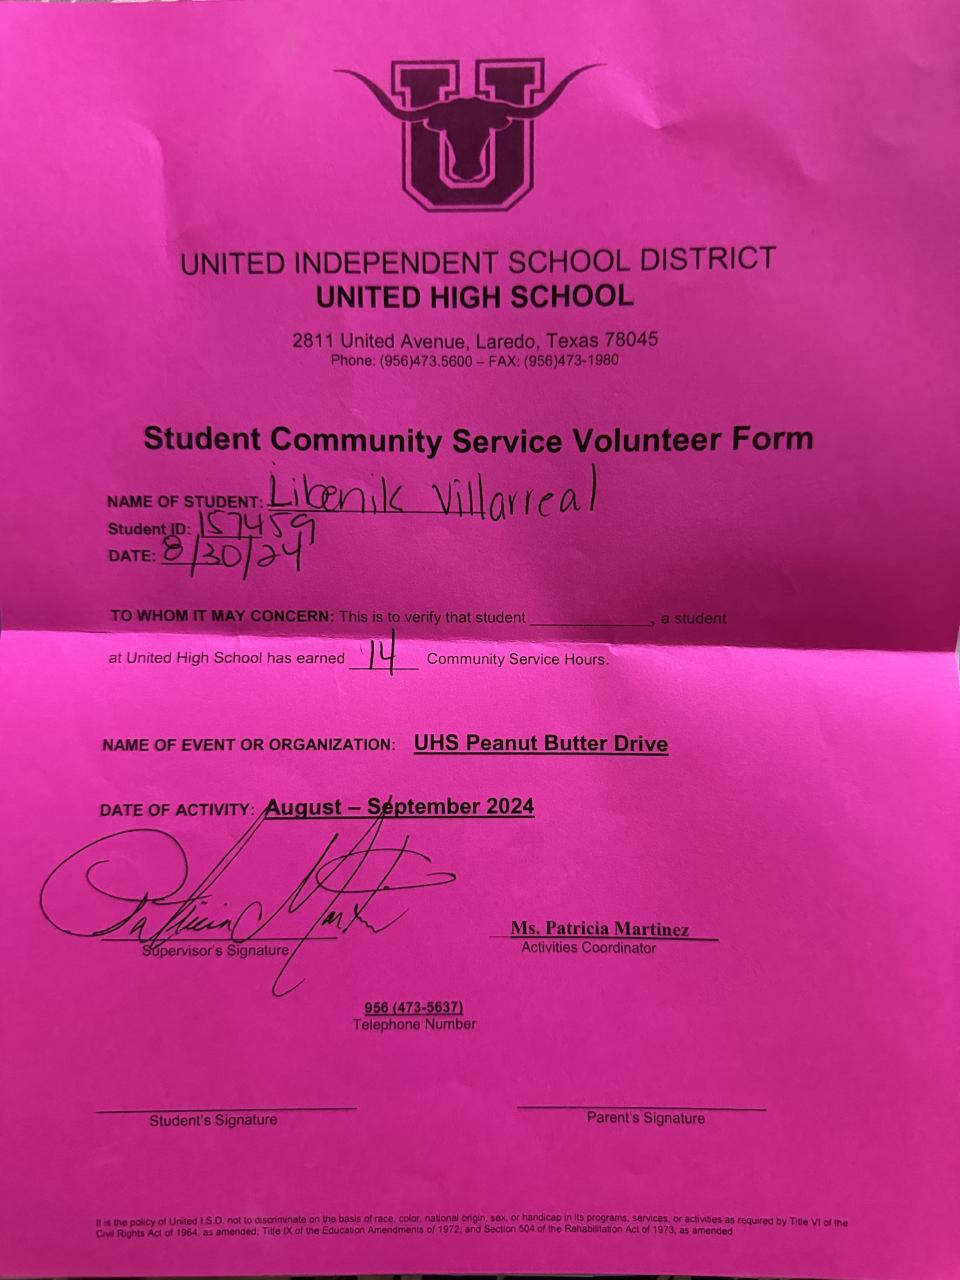 U
UNITED INDEPENDENT SCHOOL DISTRICT
UNITED HIGH SCHOOL
2811 United Avenue, Laredo, Texas 78045
Phone: (956)473.5600 – FAX: (956)473-1980
Student Community Service Volunteer Form
NAME OF STUDENT: Libenik Villarreal
Student ID: 157459
DATE: 8/30/24
TO WHOM IT MAY CONCERN: This is to verify that student ____________, a student
at United High School has earned 14 Community Service Hours.
NAME OF EVENT OR ORGANIZATION: UHS Peanut Butter Drive
DATE OF ACTIVITY: August – September 2024
Patricia Martinez
Supervisor's Signature
Ms. Patricia Martinez
Activities Coordinator
956 (473-5637)
Telephone Number
Student's Signature
Parent's Signature
It is the policy of United I.S.D. not to discriminate on the basis of race, color, national origin, sex, or handicap in its programs, services, or activities as required by Title VI of the
Civil Rights Act of 1964, as amended; Title IX of the Education Amendments of 1972; and Section 504 of the Rehabilitation Act of 1973, as amended.